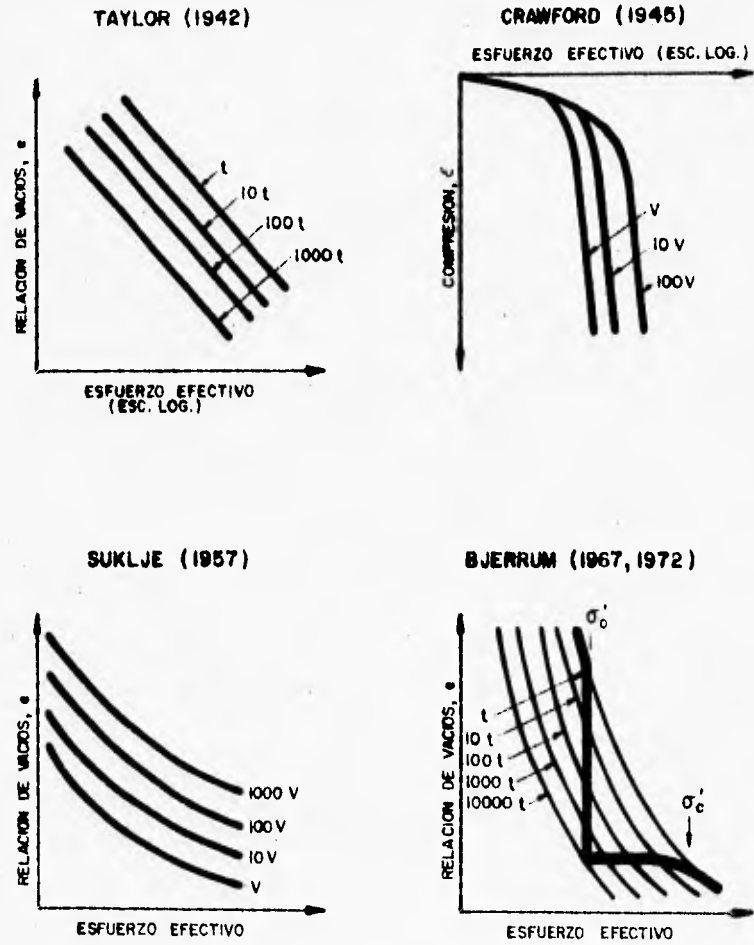 TAYLOR (1942)
RELACION DE VACIOS, e
t
10 t
100 t
1000 t
ESFUERZO EFECTIVO
(ESC. LOG.)
CRAWFORD (1945)
ESFUERZO EFECTIVO (ESC. LOG.)
COMPRESION, Ɛ
V
10 V
100 V
SUKLJE (1957)
RELACION DE VACIOS, e
1000 V
100 V
10 V
V
ESFUERZO EFECTIVO
BJERRUM (1967, 1972)
RELACION DE VACIOS, e
σ'o
t
10 t
100 t
1000 t
10000 t
σ'c
ESFUERZO EFECTIVO